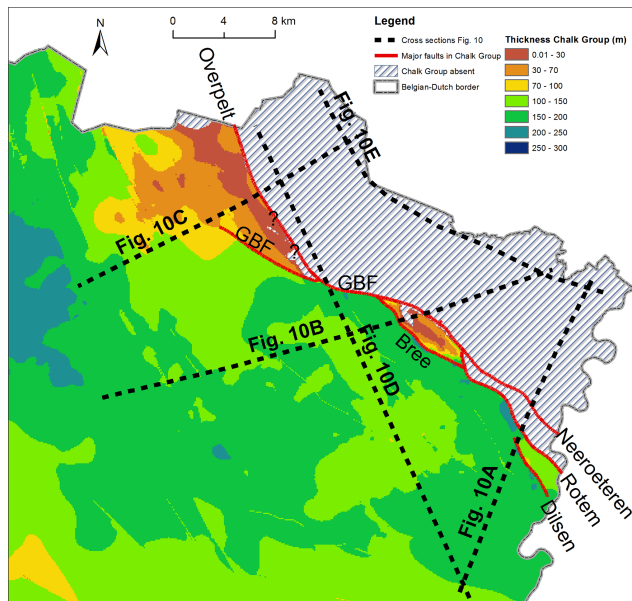 N
0 4 8 km
Legend
Cross sections Fig. 10
Major faults in Chalk Group
Chalk Group absent
Belgian-Dutch border
Thickness Chalk Group (m)
0.01 - 30
30 - 70
70 - 100
100 - 150
150 - 200
200 - 250
250 - 300
Overpelt
Fig. 10E
Fig. 10C
?
GBF
?
GBF
Fig. 10B
Fig. 10D
Bree
Fig. 10A
Neeroeteren
Rotem
Dilsen